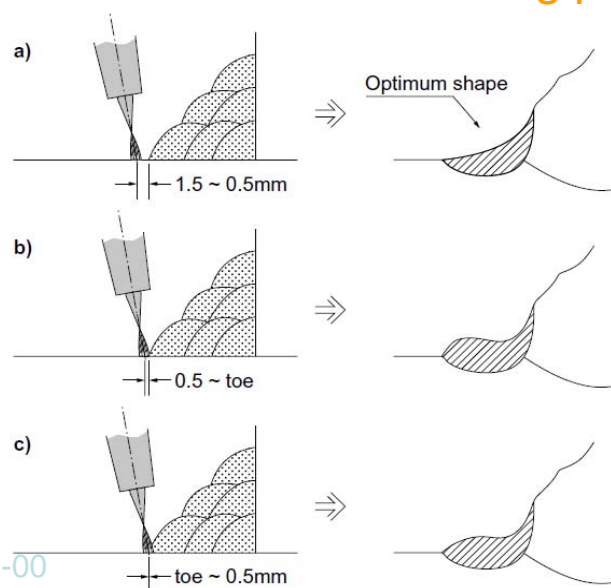 a)
Optimum shape
1.5 ~ 0.5mm
b)
0.5 ~ toe
c)
-00
toe ~ 0.5mm